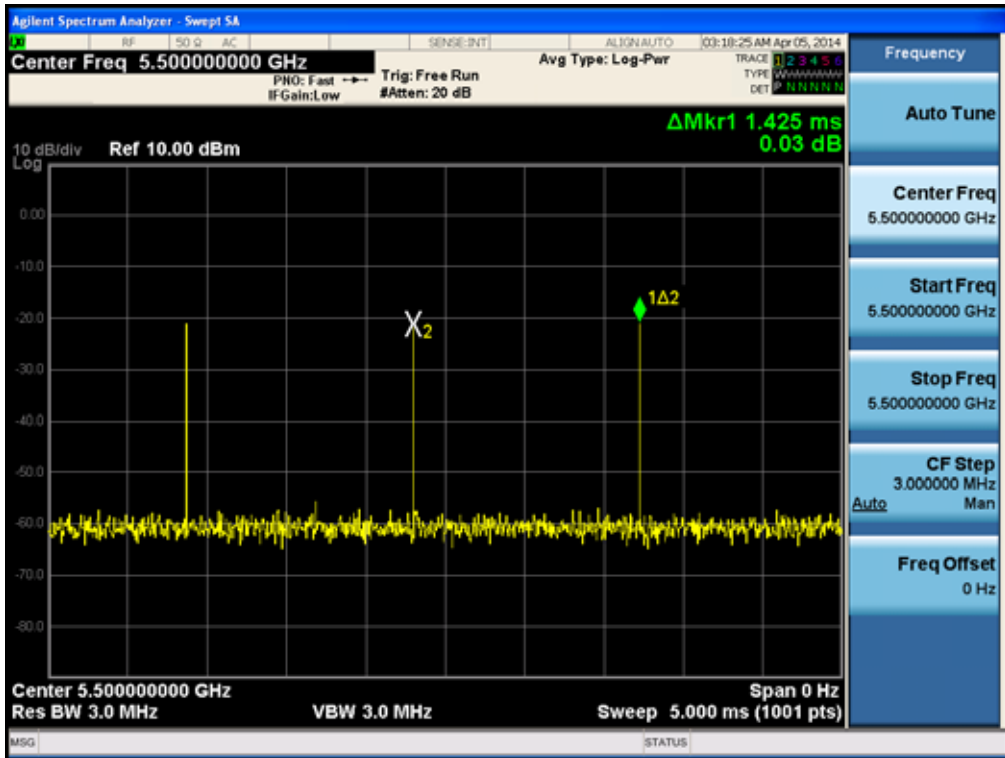 Agilent Spectrum Analyzer - Swept SA
RF 50 Ω AC SENSE:INT ALIGNAUTO 03:18:25 AM Apr 05, 2014
Center Freq 5.500000000 GHz
PNO: Fast
IFGain:Low
Trig: Free Run
#Atten: 20 dB
Avg Type: Log-Pwr
TRACE 1 2 3 4 5 6
TYPE
DET P N N N N N
ΔMkr1 1.425 ms
0.03 dB
10 dB/div Ref 10.00 dBm
Log
0.00
-10.0
-20.0
-30.0
-40.0
-50.0
-60.0
-70.0
-80.0
X2
1Δ2
Center 5.500000000 GHz Span 0 Hz
Res BW 3.0 MHz VBW 3.0 MHz Sweep 5.000 ms (1001 pts)
MSG STATUS
Frequency
Auto Tune
Center Freq
5.500000000 GHz
Start Freq
5.500000000 GHz
Stop Freq
5.500000000 GHz
CF Step
3.000000 MHz
Auto Man
Freq Offset
0 Hz